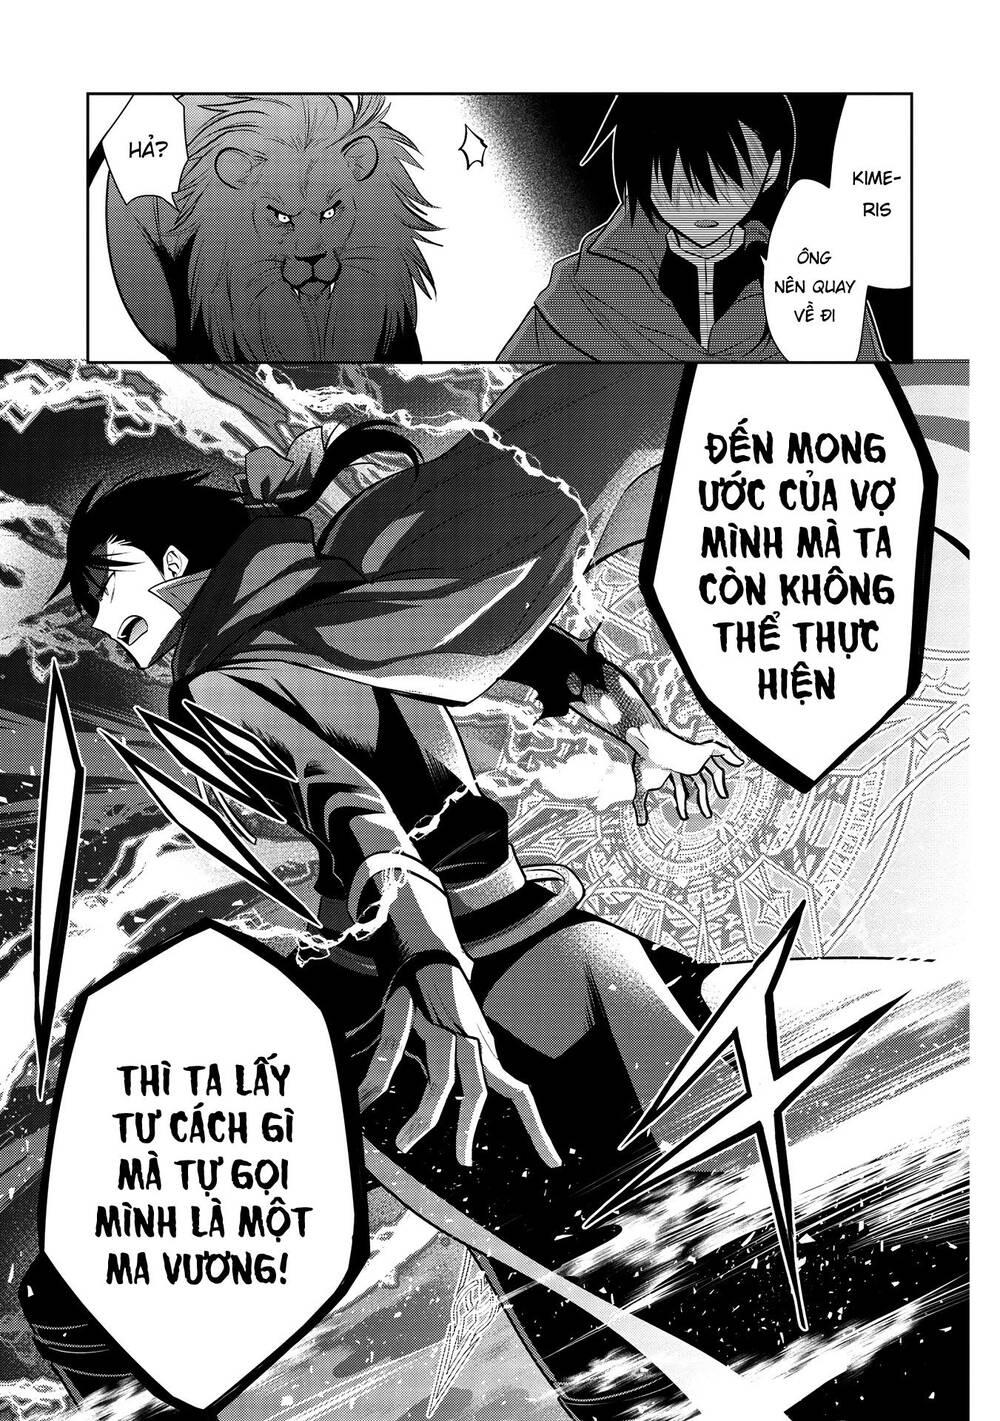 KIME-
RIS
ÔNG
NÊN QUAY
VỀ ĐI
HẢ?
ĐẾN MONG
ƯỚC CỦA VỢ
MÌNH MÀ TA
CÒN KHÔNG
THỂ THỰC
HIỆN
THÌ TA LẤY
TƯ CÁCH GÌ
MÀ TỰ GỌI
MÌNH LÀ MỘT
MA VƯƠNG!